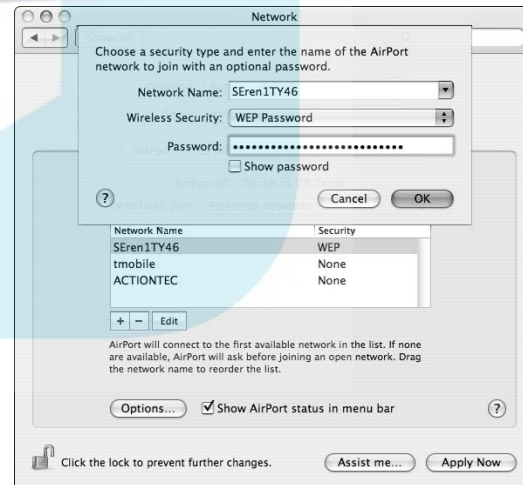 Network
Show All
Choose a security type and enter the name of the AirPort
network to join with an optional password.
Network Name: SEren1TY46
Wireless Security: WEP Password
Password: •••••••••••••••••••••••••••
Show password
? Cancel OK
Network Name Security
SEren1TY46 WEP
tmobile None
ACTIONTEC None
+ − Edit
AirPort will connect to the first available network in the list. If none
are available, AirPort will ask before joining an open network. Drag
the network name to reorder the list.
Options... Show AirPort status in menu bar ?
Click the lock to prevent further changes. Assist me... Apply Now